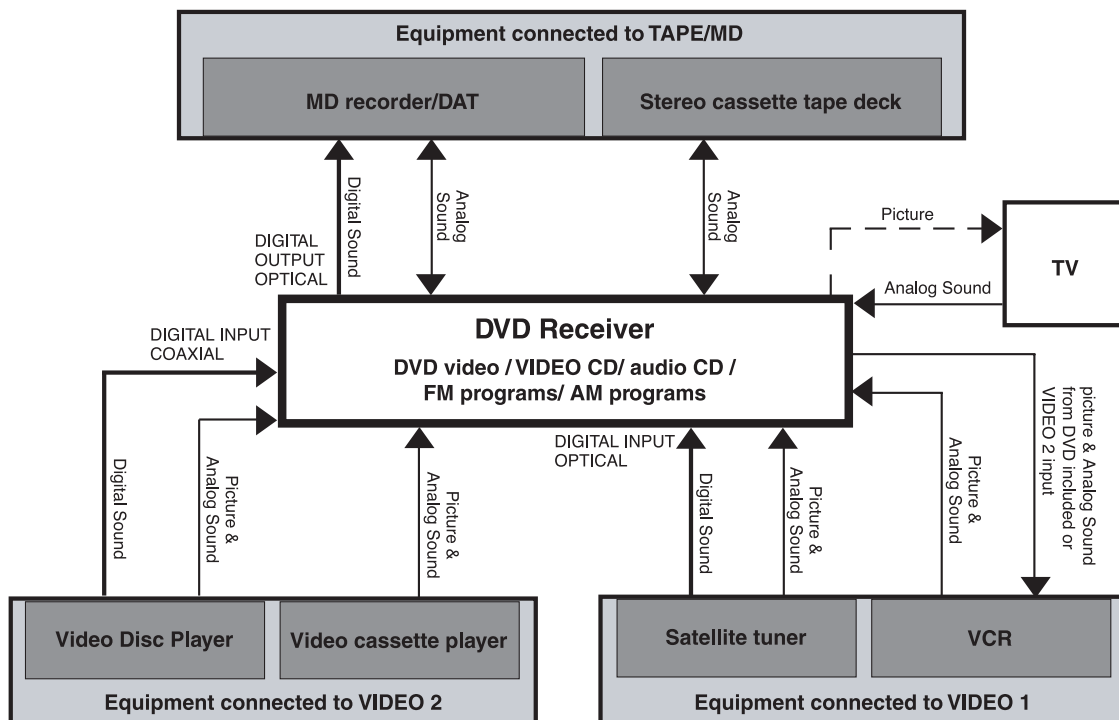 Equipment connected to TAPE/MD
MD recorder/DAT
Stereo cassette tape deck
Digital Sound
Analog
Sound
Analog
Sound
Picture
TV
Analog Sound
DIGITAL
OUTPUT
OPTICAL
DIGITAL INPUT
COAXIAL
DVD Receiver
DVD video / VIDEO CD/ audio CD /
FM programs/ AM programs
DIGITAL INPUT
OPTICAL
Digital Sound
Picture &
Analog Sound
Picture &
Analog Sound
Digital Sound
Picture &
Analog Sound
Picture &
Analog Sound
picture & Analog Sound
from DVD included or
VIDEO 2 input
Video Disc Player
Video cassette player
Equipment connected to VIDEO 2
Satellite tuner
VCR
Equipment connected to VIDEO 1